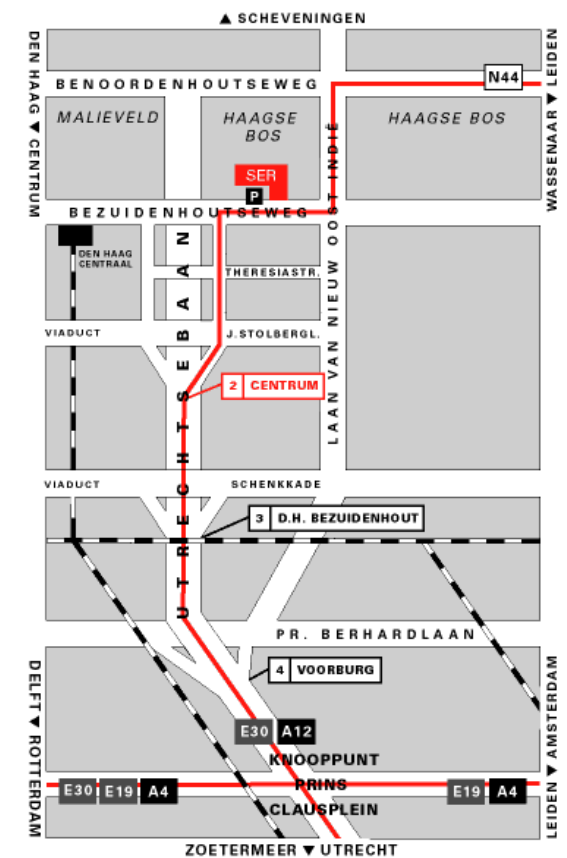 ▲ SCHEVENINGEN
DEN HAAG ▼ CENTRUM
WASSENAAR ▼ LEIDEN
BENOORDENHOUTSEWEG
N44
MALIEVELD
HAAGSE
BOS
HAAGSE BOS
SER
P
BEZUIDENHOUTSEWEG
LAAN VAN NIEUW OOST INDIË
DEN HAAG
CENTRAAL
UTRECHTSEBAAN
THERESIASTR.
VIADUCT
J.STOLBERGL.
2 CENTRUM
VIADUCT
SCHENKKADE
3 D.H. BEZUIDENHOUT
PR. BERHARDLAAN
4 VOORBURG
DELFT ▼ ROTTERDAM
LEIDEN ▼ AMSTERDAM
E30 A12
KNOOPPUNT
PRINS
CLAUSPLEIN
E30 E19 A4
E19 A4
ZOETERMEER ▼ UTRECHT